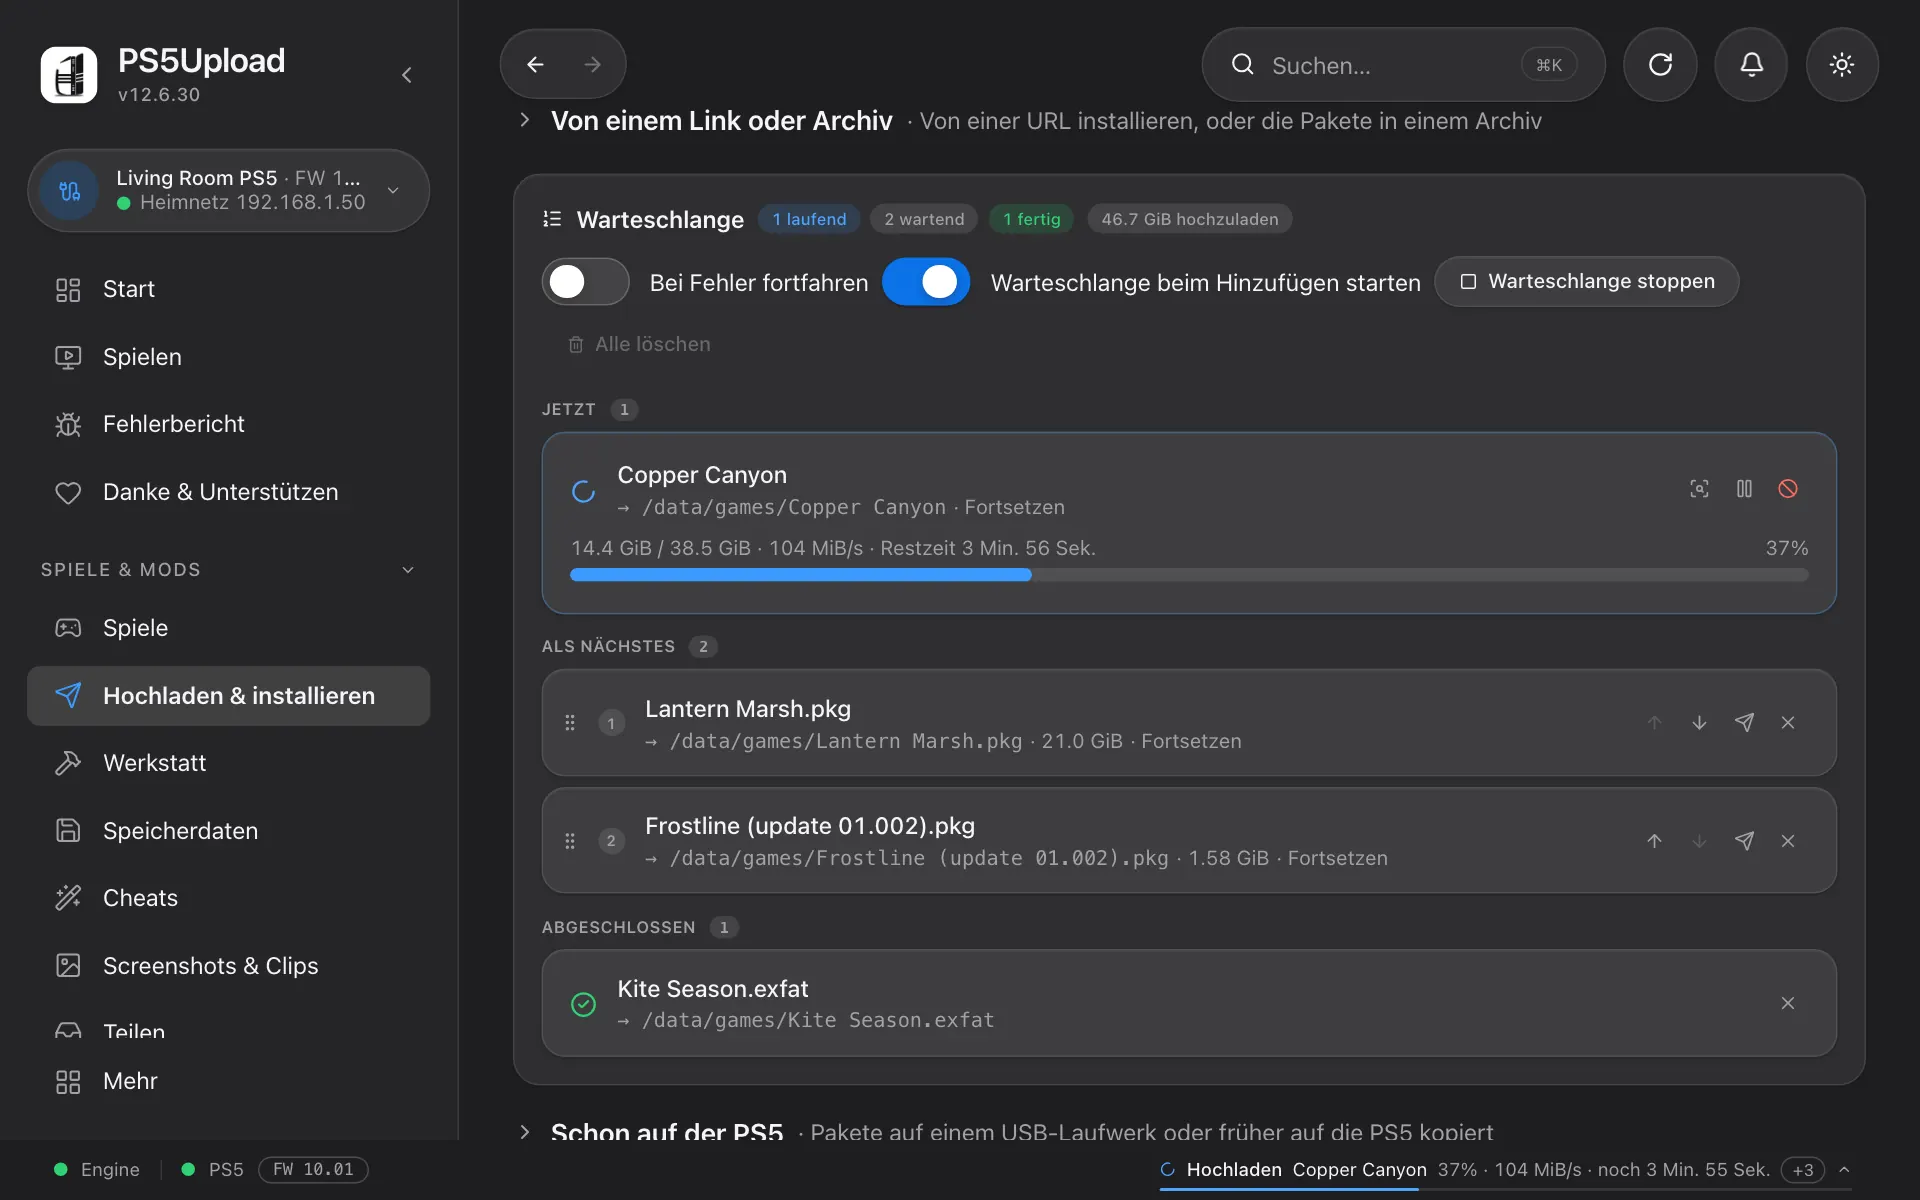 PS5Upload
v12.6.30
Living Room PS5 · FW 1...
Heimnetz 192.168.1.50
Start
Spielen
Fehlerbericht
Danke & Unterstützen
SPIELE & MODS
Spiele
Hochladen & installieren
Werkstatt
Speicherdaten
Cheats
Screenshots & Clips
Teilen
Mehr
Suchen...
⌘K
Von einem Link oder Archiv · Von einer URL installieren, oder die Pakete in einem Archiv
Warteschlange 1 laufend 2 wartend 1 fertig 46.7 GiB hochzuladen
Bei Fehler fortfahren Warteschlange beim Hinzufügen starten Warteschlange stoppen
Alle löschen
JETZT 1
Copper Canyon
→ /data/games/Copper Canyon · Fortsetzen
14.4 GiB / 38.5 GiB · 104 MiB/s · Restzeit 3 Min. 56 Sek. 37%
ALS NÄCHSTES 2
1 Lantern Marsh.pkg
→ /data/games/Lantern Marsh.pkg · 21.0 GiB · Fortsetzen
2 Frostline (update 01.002).pkg
→ /data/games/Frostline (update 01.002).pkg · 1.58 GiB · Fortsetzen
ABGESCHLOSSEN 1
Kite Season.exfat
→ /data/games/Kite Season.exfat
Schon auf der PS5 · Pakete auf einem USB-Laufwerk oder früher auf die PS5 kopiert
Engine PS5 FW 10.01
Hochladen Copper Canyon 37% · 104 MiB/s · noch 3 Min. 55 Sek. +3